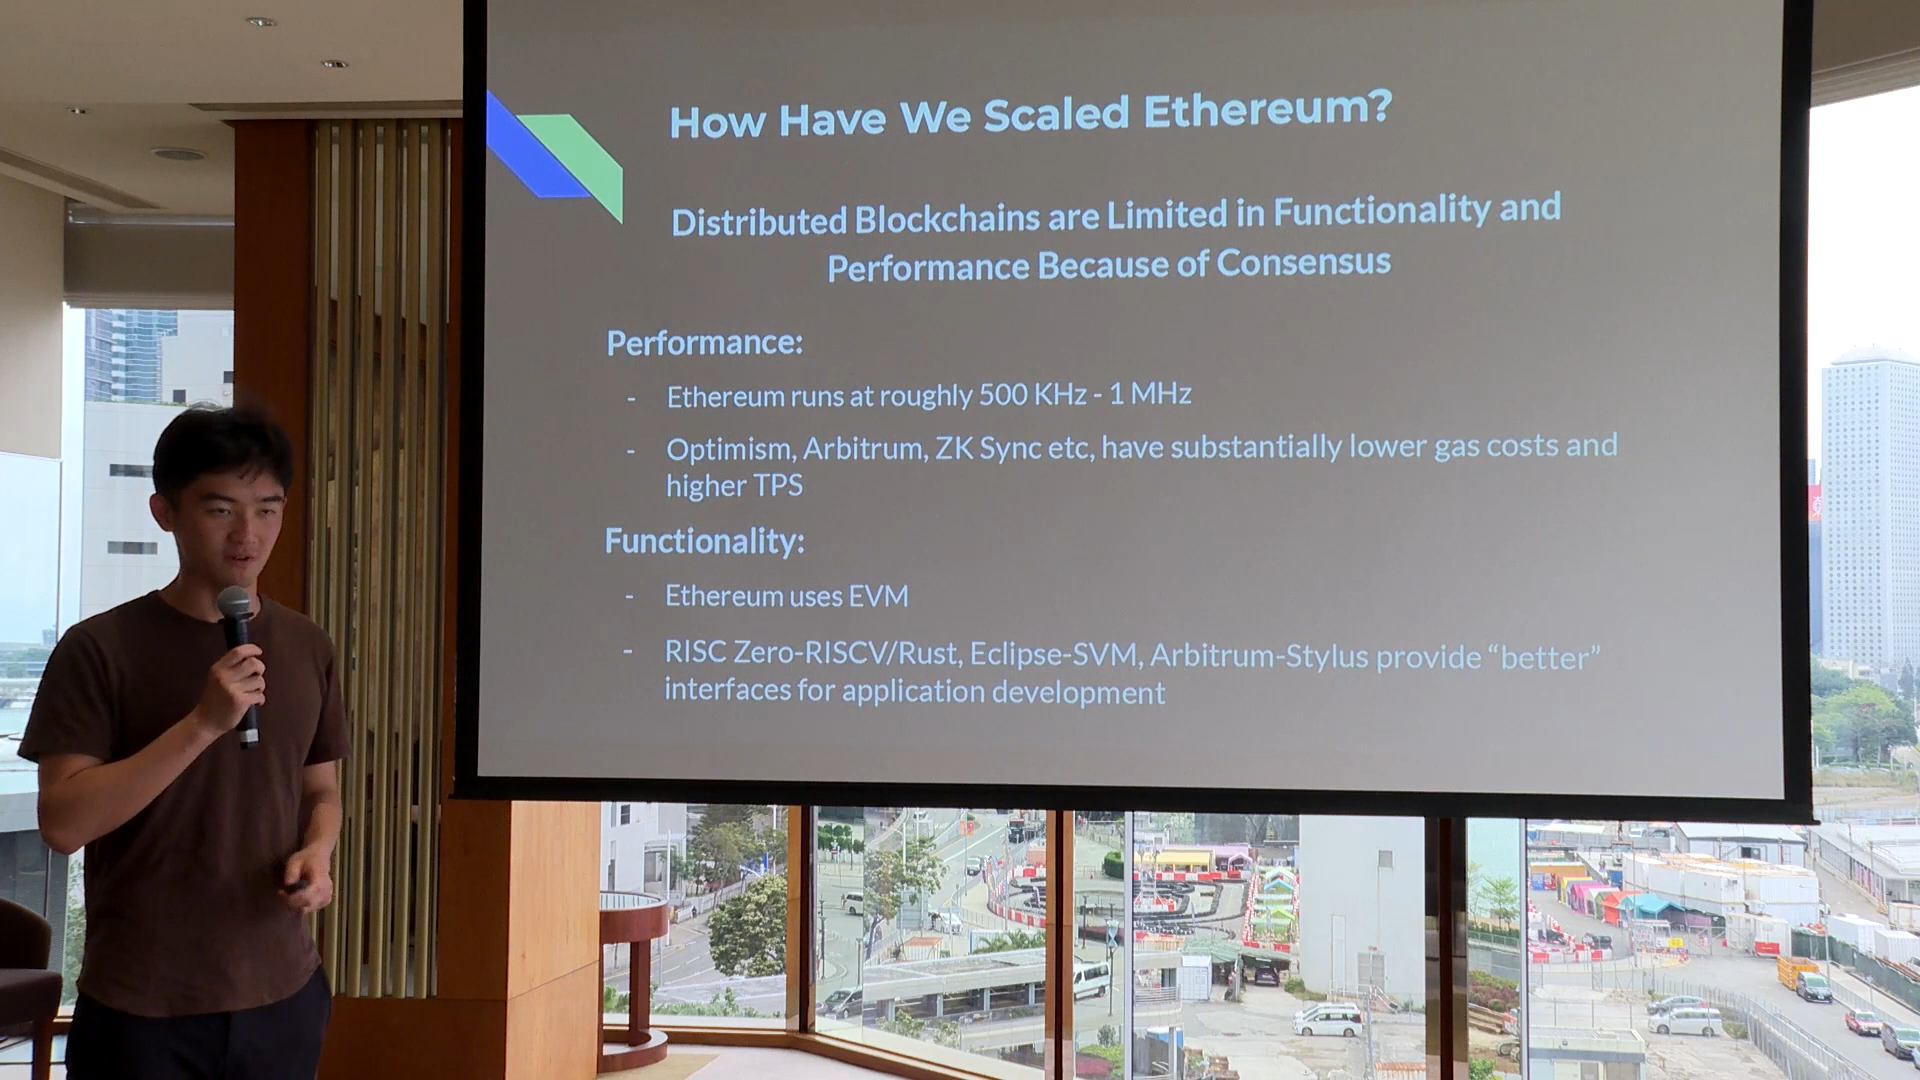 How Have We Scaled Ethereum?
Distributed Blockchains are Limited in Functionality and
Performance Because of Consensus
Performance:
- Ethereum runs at roughly 500 KHz - 1 MHz
- Optimism, Arbitrum, ZK Sync etc, have substantially lower gas costs and
higher TPS
Functionality:
- Ethereum uses EVM
- RISC Zero-RISCV/Rust, Eclipse-SVM, Arbitrum-Stylus provide “better”
interfaces for application development